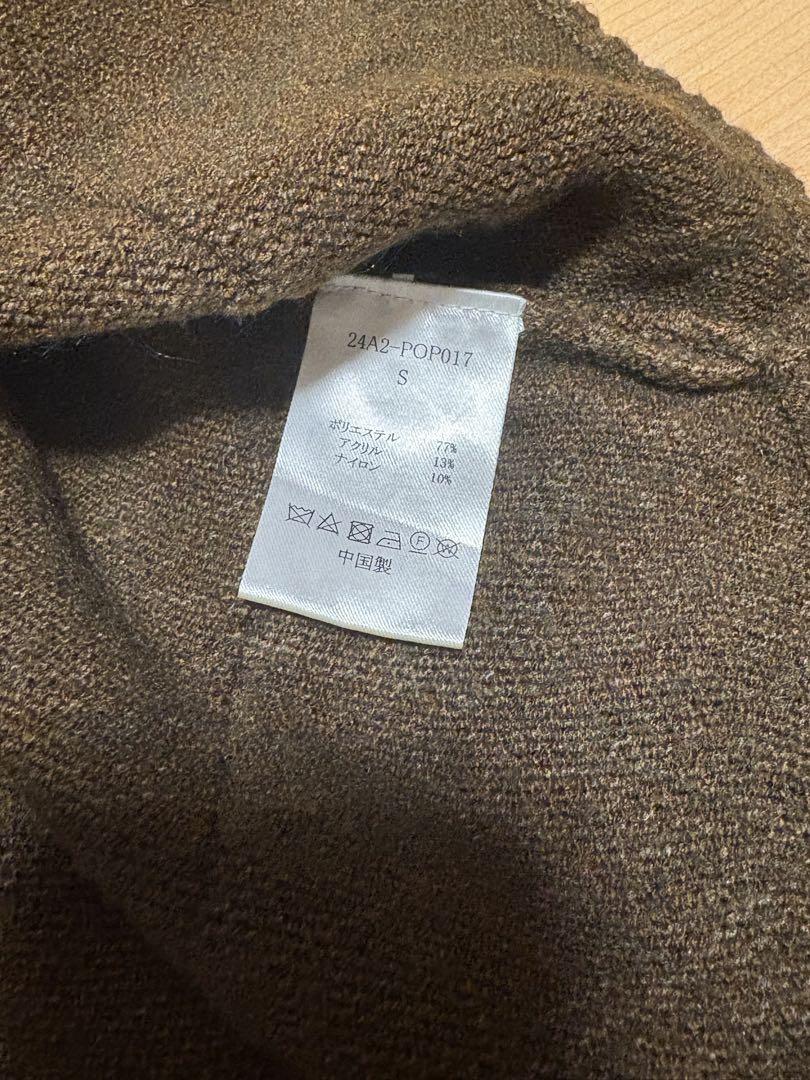 24A2-POP017
S
ポリエステル 77%
アクリル 13%
ナイロン 10%
F W
中国製